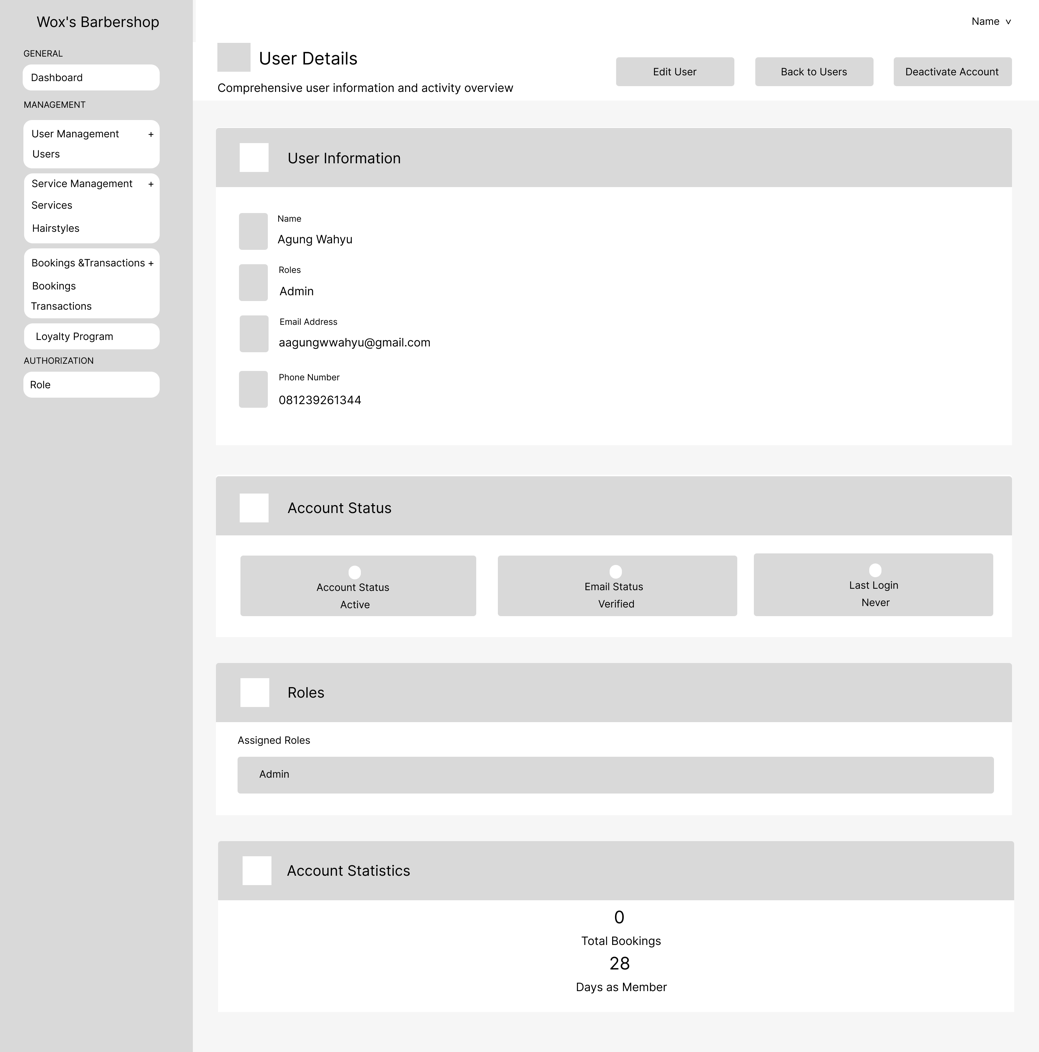 Wox's Barbershop
Name v
GENERAL
Dashboard
MANAGEMENT
User Management +
Users
Service Management +
Services
Hairstyles
Bookings &Transactions +
Bookings
Transactions
Loyalty Program
AUTHORIZATION
Role
User Details
Comprehensive user information and activity overview
Edit User
Back to Users
Deactivate Account
User Information
Name
Agung Wahyu
Roles
Admin
Email Address
aagungwwahyu@gmail.com
Phone Number
081239261344
Account Status
Account Status
Active
Email Status
Verified
Last Login
Never
Roles
Assigned Roles
Admin
Account Statistics
0
Total Bookings
28
Days as Member